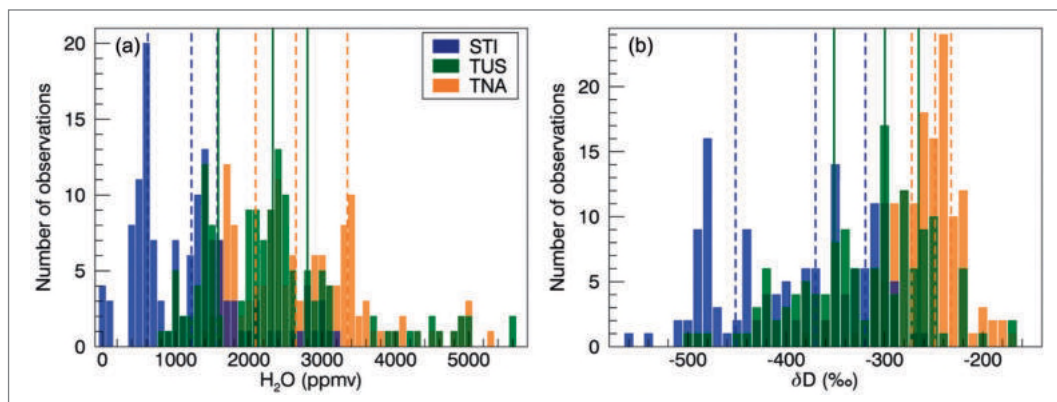 (a)
STI
TUS
TNA
Number of observations
20
15
10
5
0
0 1000 2000 3000 4000 5000
H₂O (ppmv)
(b)
Number of observations
20
15
10
5
0
-500 -400 -300 -200
δD (‰)